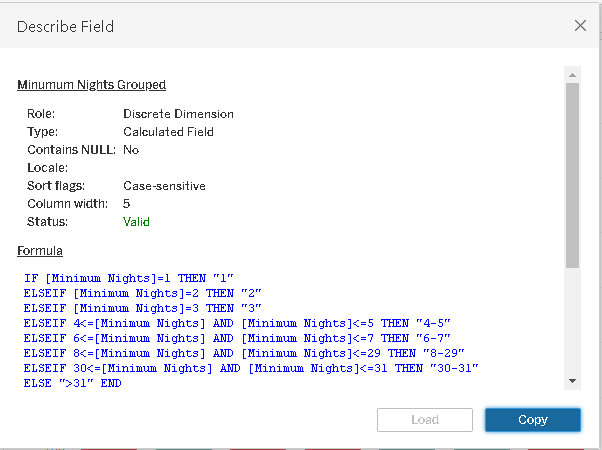 Describe Field
Minumum Nights Grouped
Role: Discrete Dimension
Type: Calculated Field
Contains NULL: No
Locale:
Sort flags: Case-sensitive
Column width: 5
Status: Valid
Formula
IF [Minimum Nights]=1 THEN "1"
ELSEIF [Minimum Nights]=2 THEN "2"
ELSEIF [Minimum Nights]=3 THEN "3"
ELSEIF 4<=[Minimum Nights] AND [Minimum Nights]<=5 THEN "4-5"
ELSEIF 6<=[Minimum Nights] AND [Minimum Nights]<=7 THEN "6-7"
ELSEIF 8<=[Minimum Nights] AND [Minimum Nights]<=29 THEN "8-29"
ELSEIF 30<=[Minimum Nights] AND [Minimum Nights]<=31 THEN "30-31"
ELSE ">31" END
Load Copy